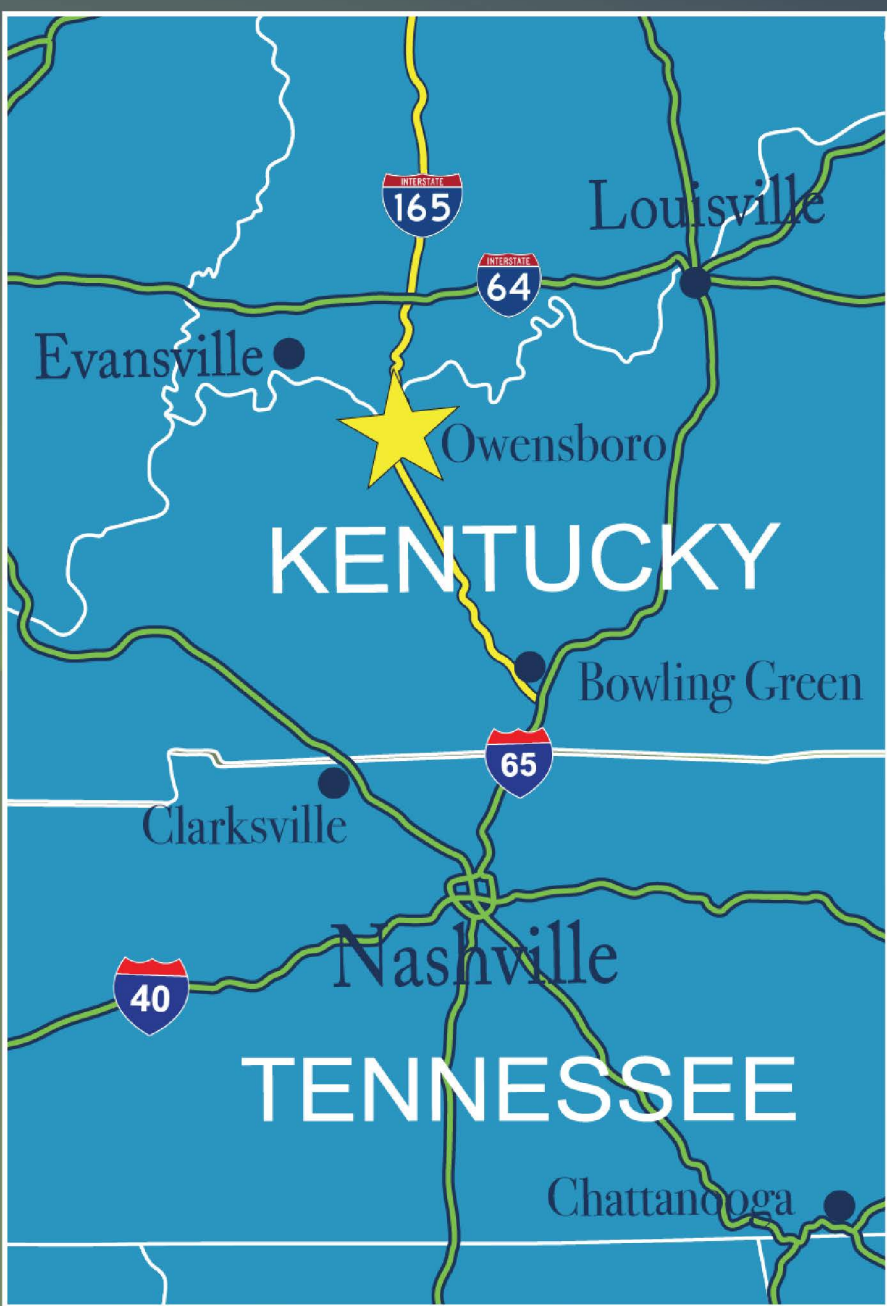 INTERSTATE
165
Louisville
INTERSTATE
64
Evansville
Owensboro
KENTUCKY
Bowling Green
65
Clarksville
Nashville
40
TENNESSEE
Chattanooga